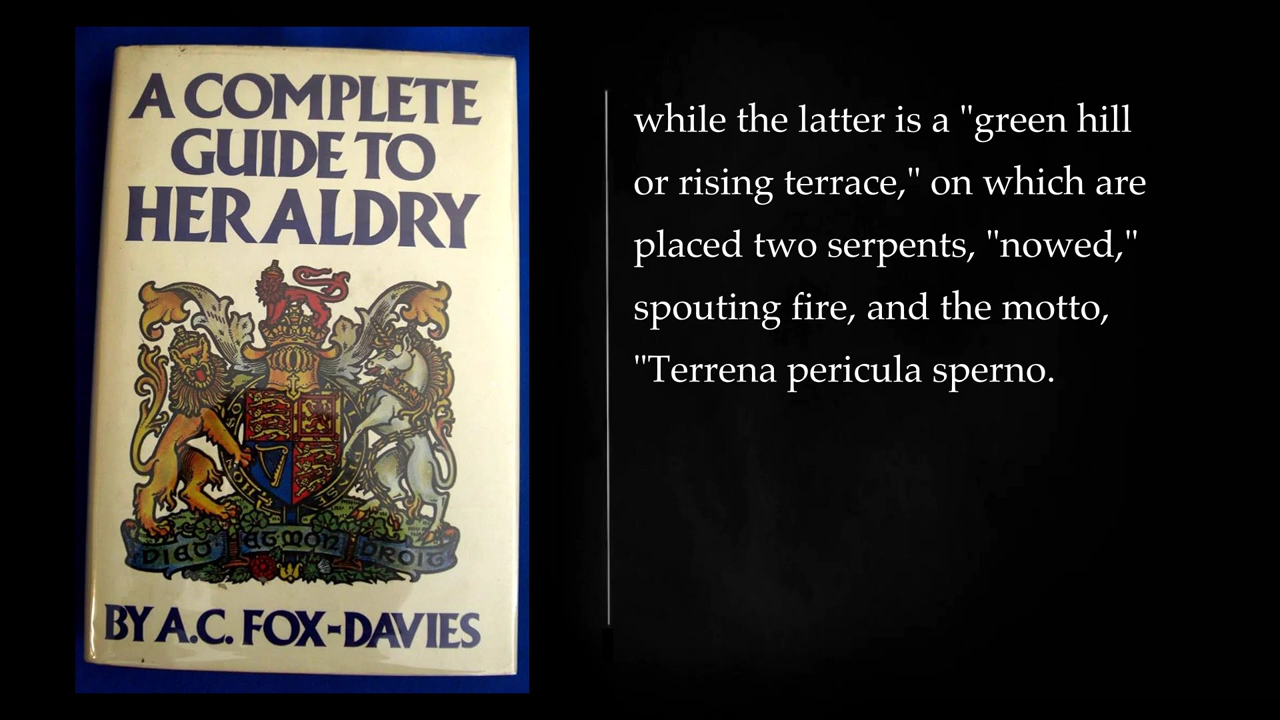 A COMPLETE
GUIDE TO
HERALDRY
DIEU ET MON DROIT
BY A.C. FOX-DAVIES
while the latter is a "green hill
or rising terrace," on which are
placed two serpents, "nowed,"
spouting fire, and the motto,
"Terrena pericula sperno.